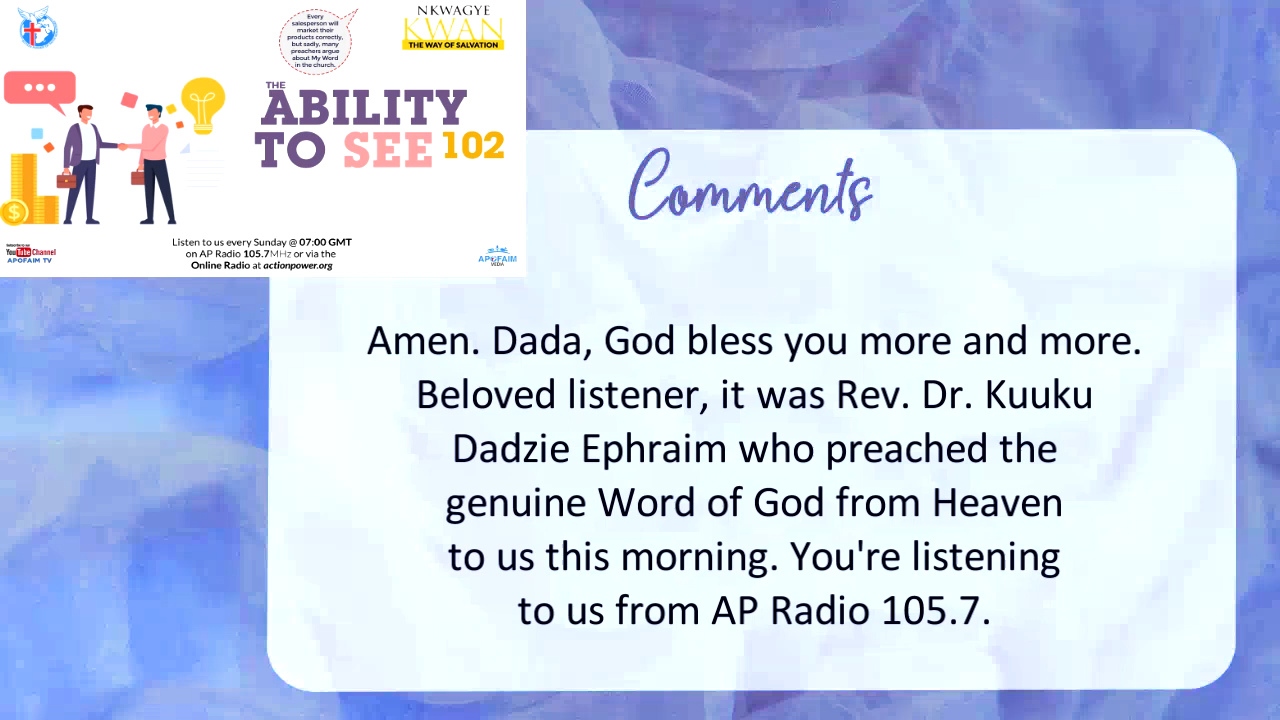 Every
salesperson will
market their
products correctly,
but sadly, many
preachers argue
about My Word
in the church.
NKWAGYE
KWAN
THE WAY OF SALVATION
THE
ABILITY
TO SEE 102
Listen to us every Sunday @ 07:00 GMT
on AP Radio 105.7MHz or via the
Online Radio at actionpower.org
YouTube Channel
APOFAIM TV
APOFAIM
MEDIA
Comments
Amen. Dada, God bless you more and more.
Beloved listener, it was Rev. Dr. Kuuku
Dadzie Ephraim who preached the
genuine Word of God from Heaven
to us this morning. You're listening
to us from AP Radio 105.7.